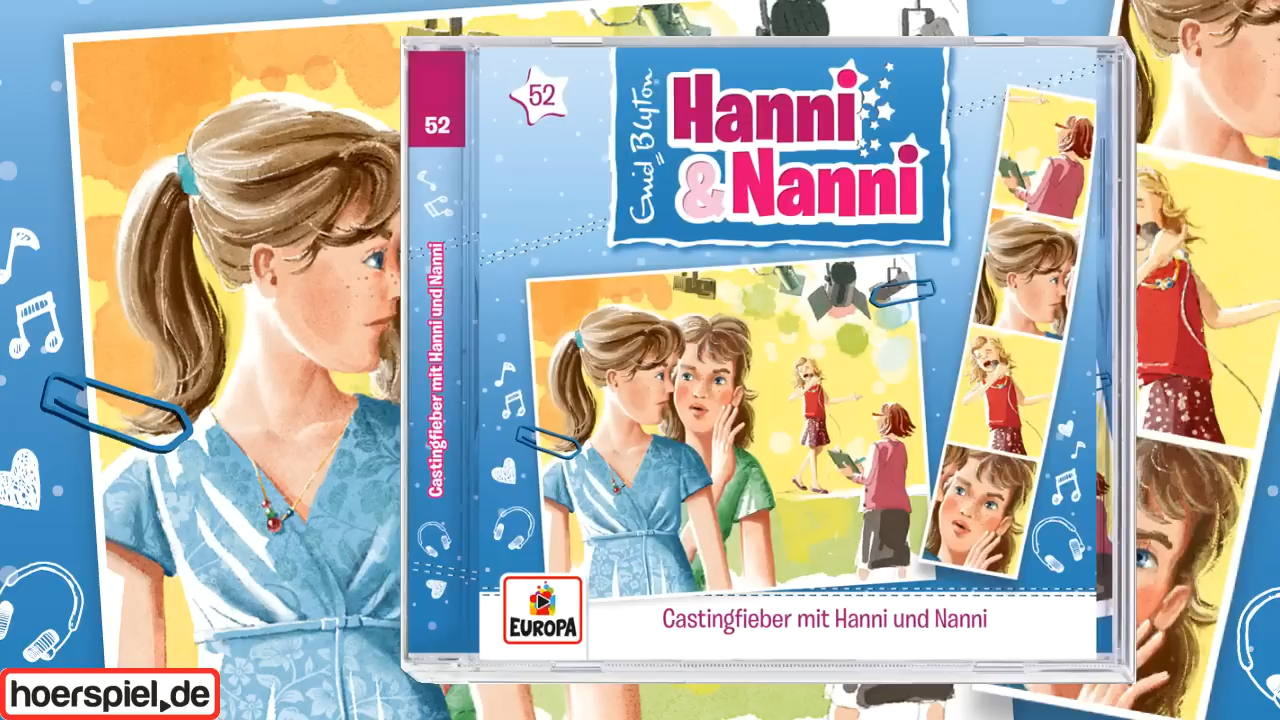 52
Castingfieber mit Hanni und Nanni
52
Enid Blyton
Hanni
& Nanni
EUROPA
Castingfieber mit Hanni und Nanni
hoerspiel.de